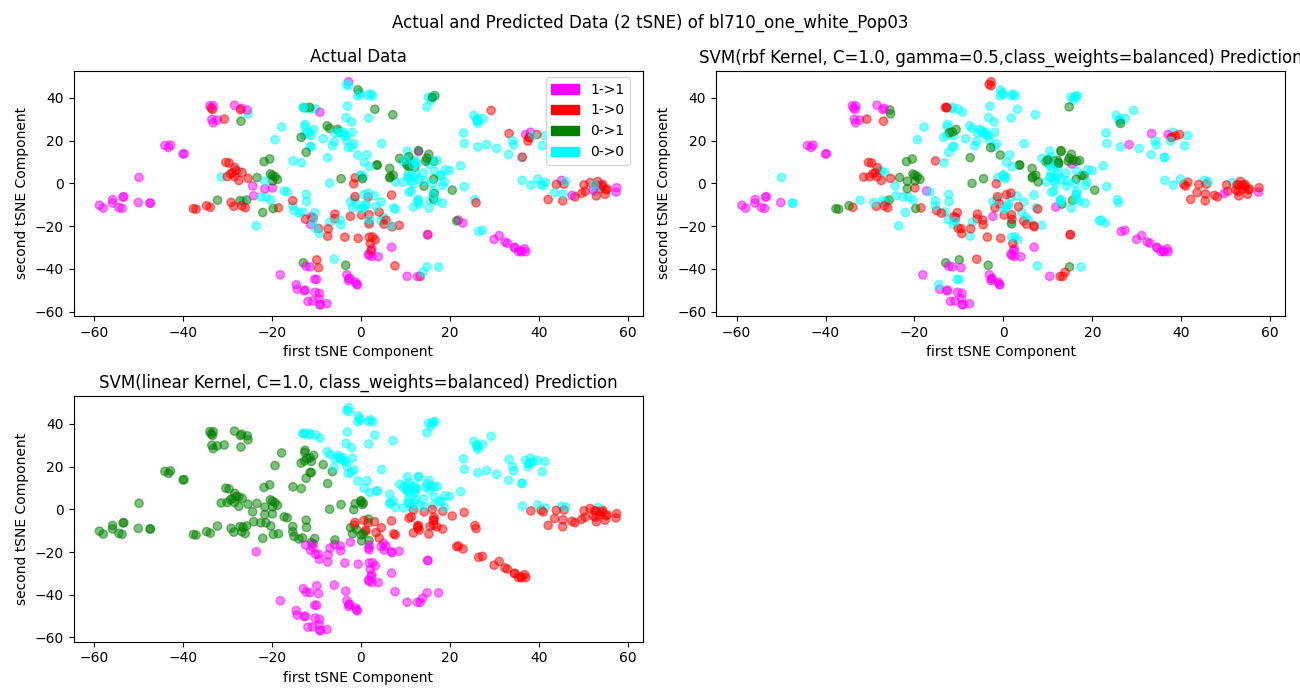 Actual and Predicted Data (2 tSNE) of bl710_one_white_Pop03
Actual Data
second tSNE Component
40
20
0
−20
−40
−60
1->1
1->0
0->1
0->0
−60 −40 −20 0 20 40 60
first tSNE Component
SVM(rbf Kernel, C=1.0, gamma=0.5,class_weights=balanced) Prediction
second tSNE Component
40
20
0
−20
−40
−60
−60 −40 −20 0 20 40 60
first tSNE Component
SVM(linear Kernel, C=1.0, class_weights=balanced) Prediction
second tSNE Component
40
20
0
−20
−40
−60
−60 −40 −20 0 20 40 60
first tSNE Component